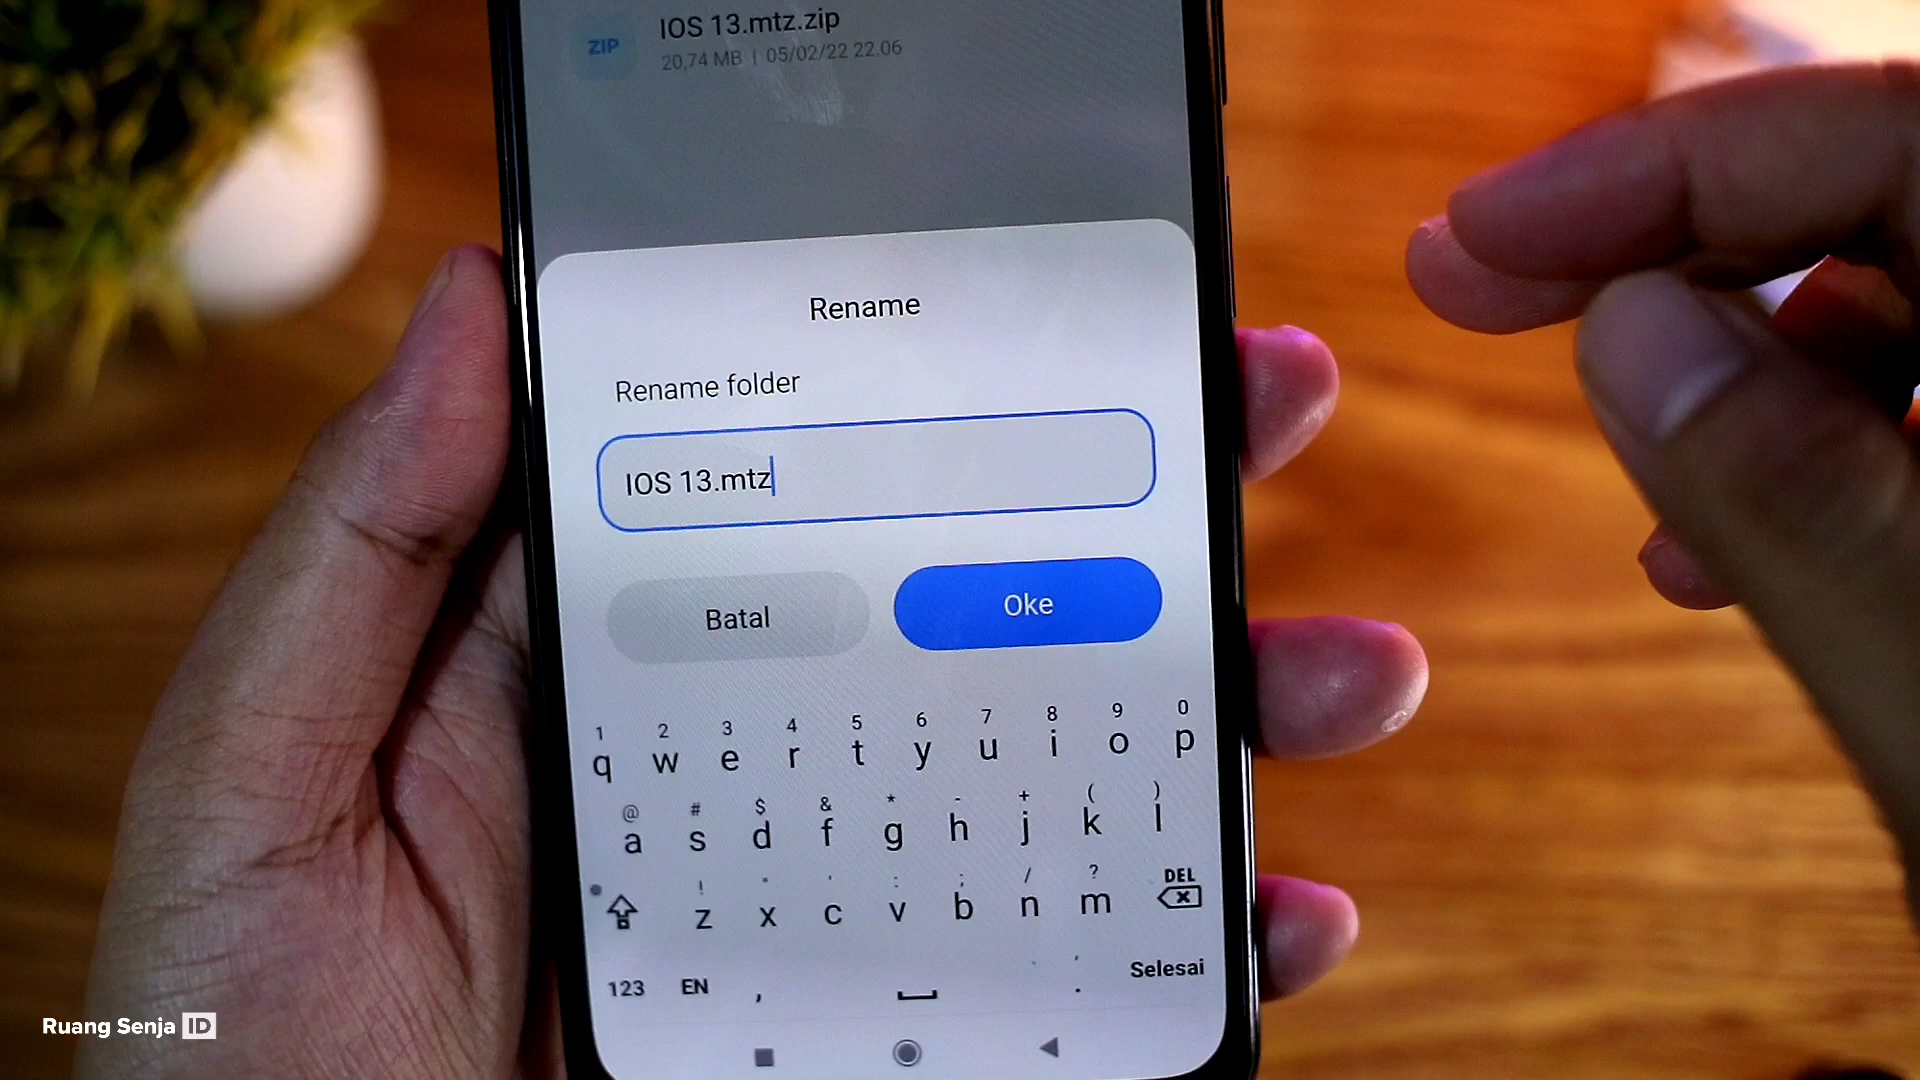 ZIP
IOS 13.mtz.zip
20,74 MB | 05/02/22 22.06
Rename
Rename folder
IOS 13.mtz
Batal
Oke
1 2 3 4 5 6 7 8 9 0
q w e r t y u i o p
@ # $ & * - + ( )
a s d f g h j k l
! " ' : ; / ? DEL
z x c v b n m
123 EN , . Selesai
Ruang Senja ID